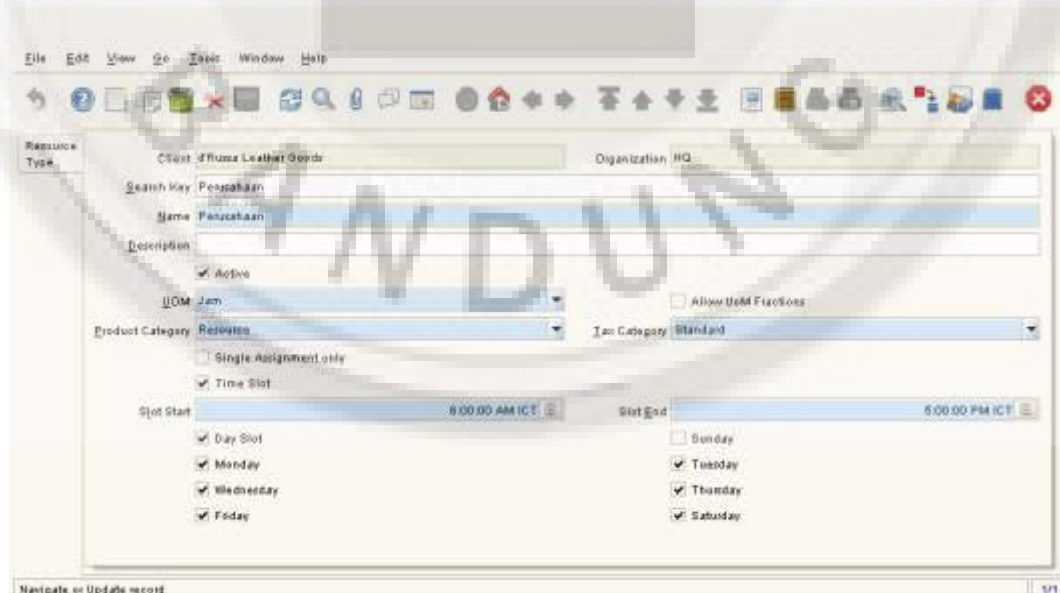 File Edit View Go Tools Window Help
Resource
Type
Client d'Ruma Leather Goods Organization HQ
Search Key Perusahaan
Name Perusahaan
Description
Active
UOM Jam Allow UoM Fractions
Product Category Resource Tax Category Standard
Single Assignment only
Time Slot
Slot Start :00:00 AM ICT Slot End :00:00 PM ICT
Day Slot Sunday
Monday Tuesday
Wednesday Thursday
Friday Saturday
Navigate or Update record 1/1
BANDUNG